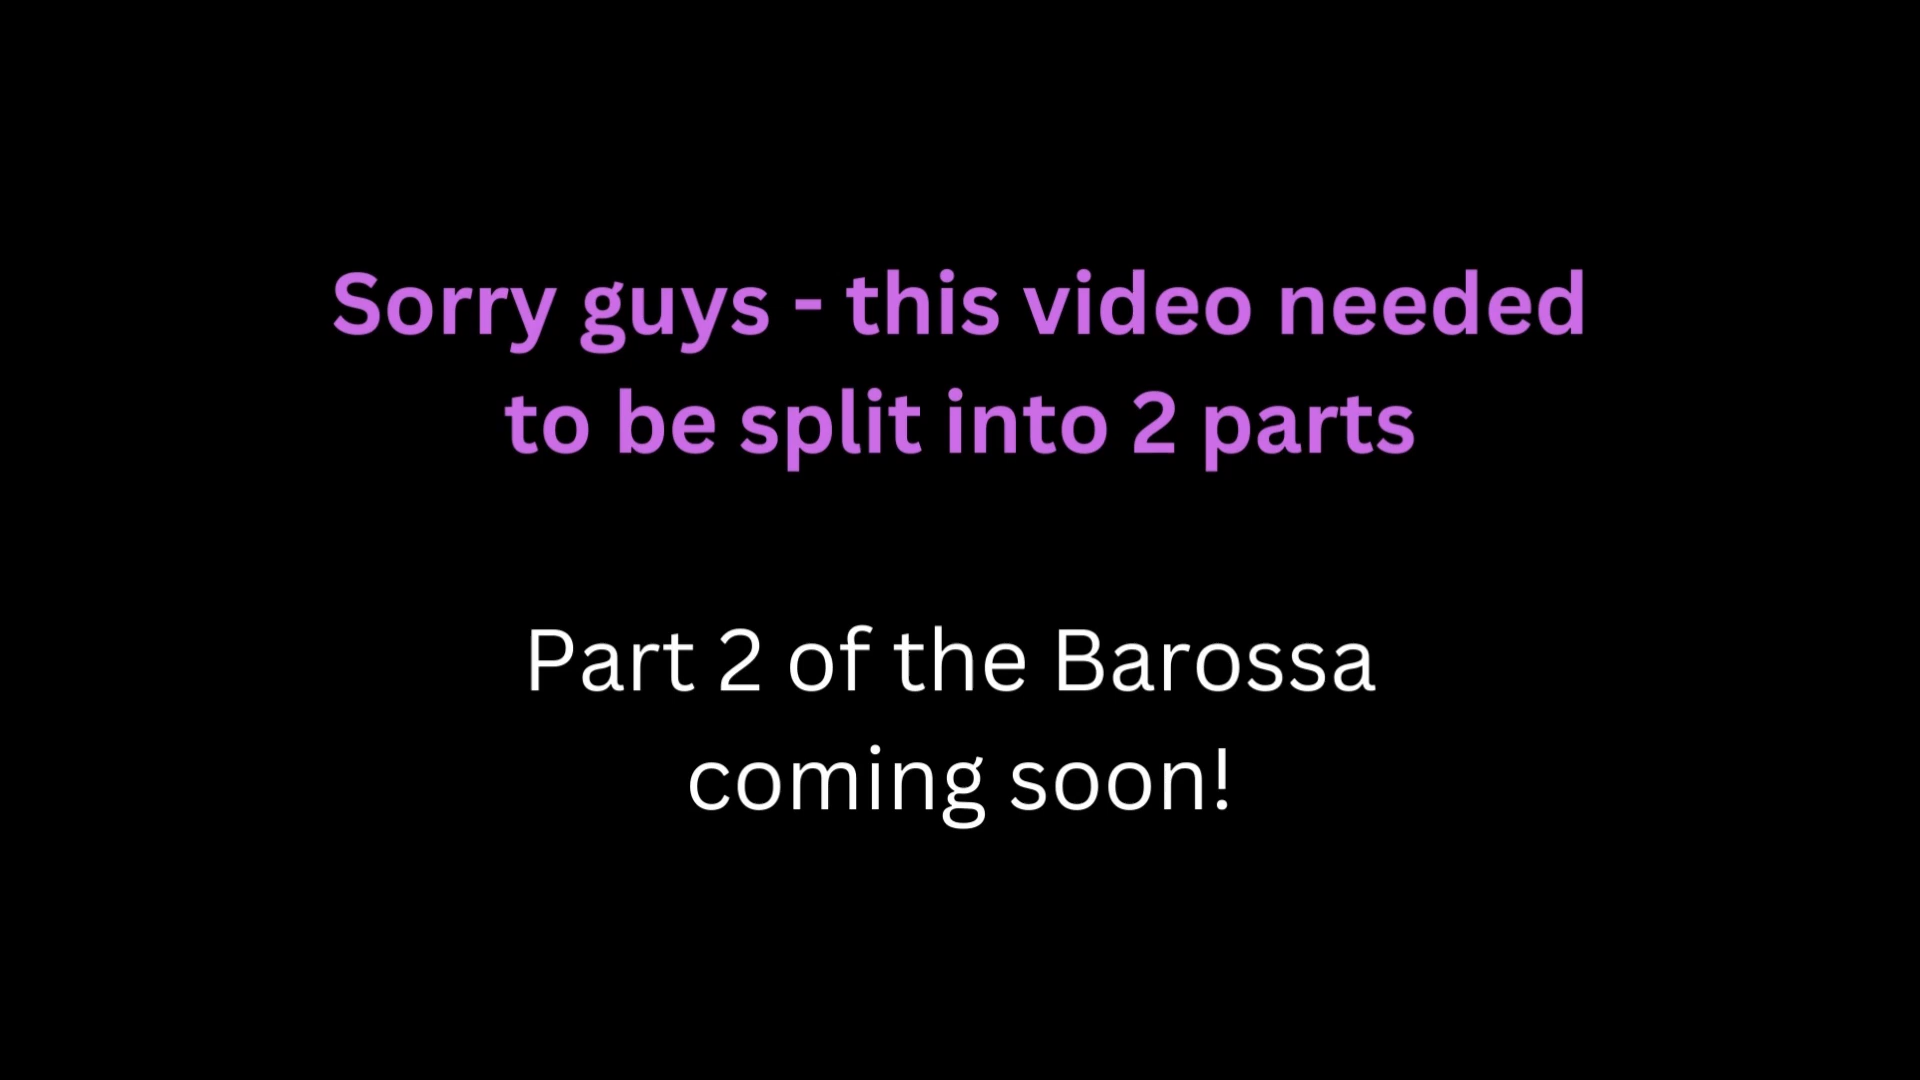 Sorry guys - this video needed
to be split into 2 parts
Part 2 of the Barossa
coming soon!